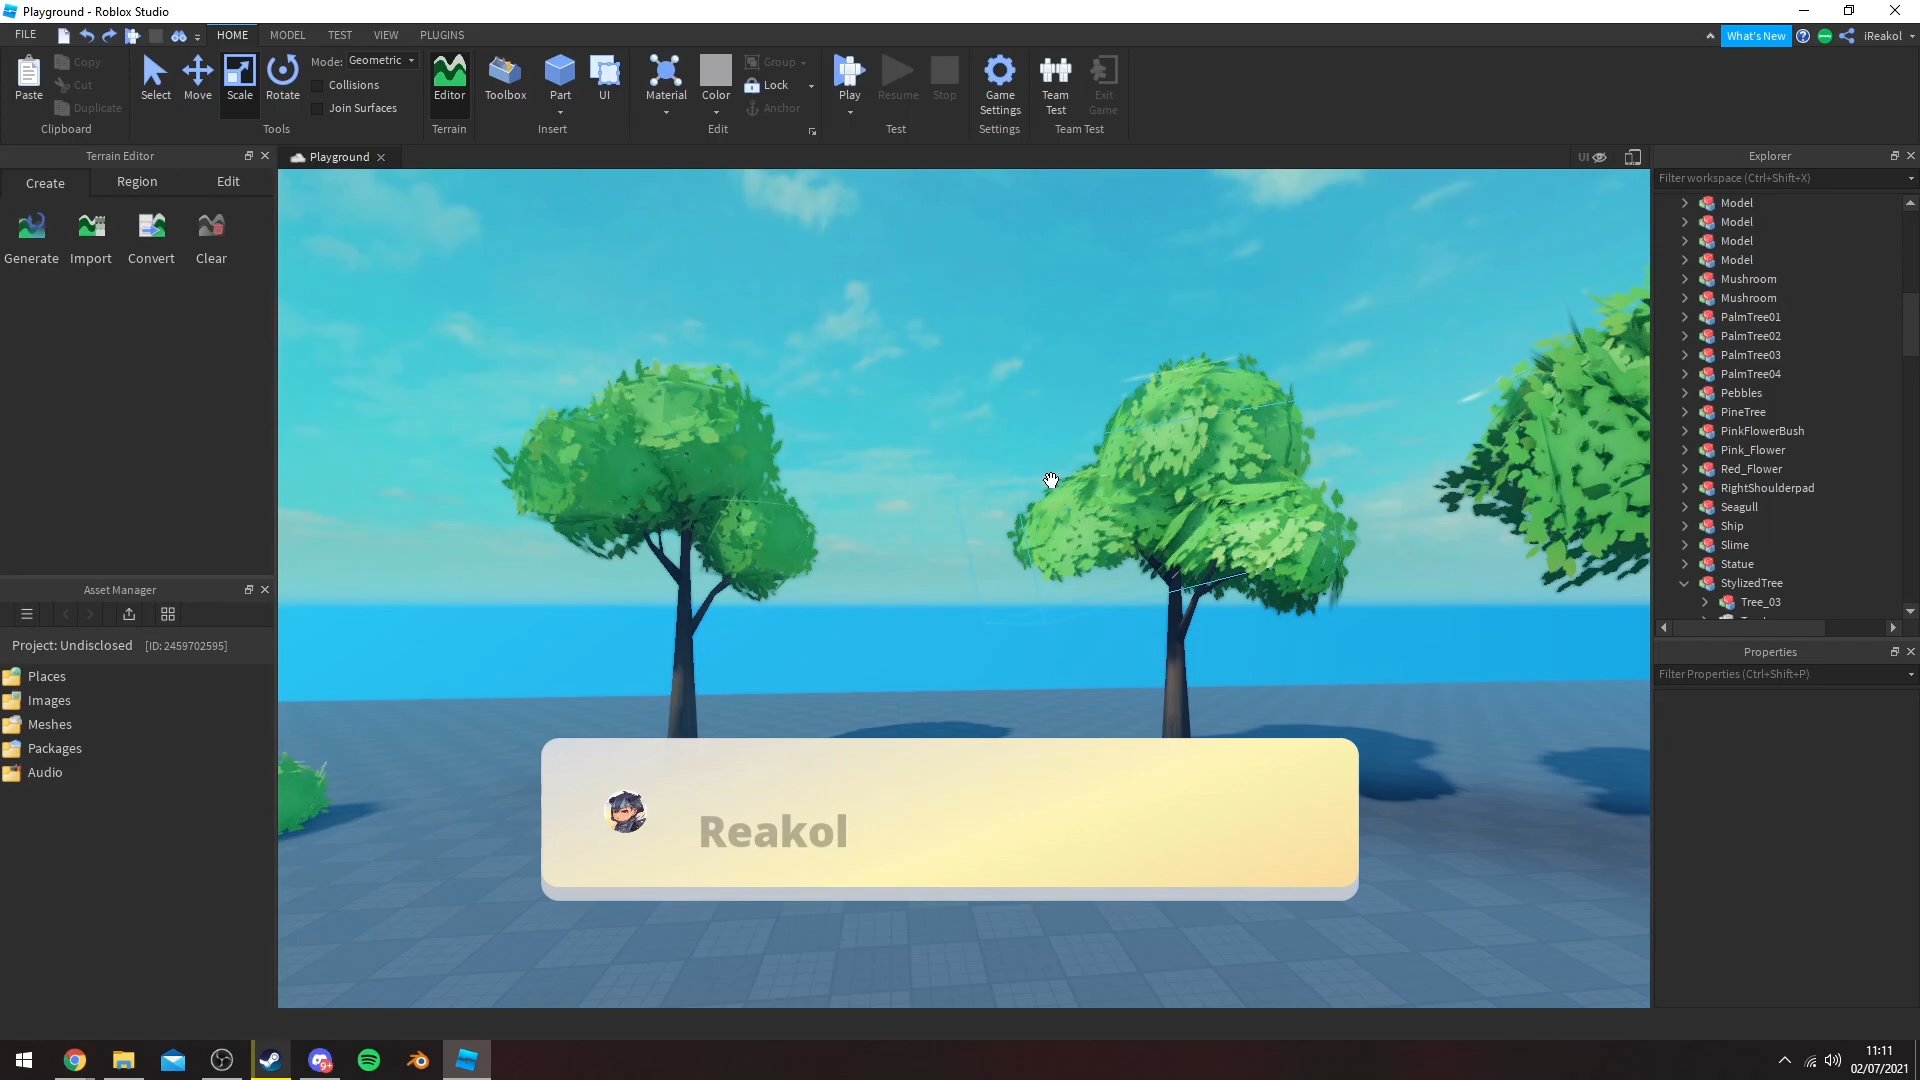 Playground - Roblox Studio
FILE
HOME
MODEL
TEST
VIEW
PLUGINS
What's New
iReakol
Paste
Copy
Cut
Duplicate
Clipboard
Select
Move
Scale
Rotate
Mode: Geometric
Collisions
Join Surfaces
Tools
Editor
Terrain
Toolbox
Part
UI
Insert
Material
Color
Group
Lock
Anchor
Edit
Play
Resume
Stop
Test
Game Settings
Settings
Team Test
Exit Game
Team Test
Terrain Editor
Create
Region
Edit
Generate
Import
Convert
Clear
Playground
UI
Explorer
Filter workspace (Ctrl+Shift+X)
Model
Model
Model
Model
Mushroom
Mushroom
PalmTree01
PalmTree02
PalmTree03
PalmTree04
Pebbles
PineTree
PinkFlowerBush
Pink_Flower
Red_Flower
RightShoulderpad
Seagull
Ship
Slime
Statue
StylizedTree
Tree_03
Asset Manager
Project: Undisclosed [ID: 2459702595]
Places
Images
Meshes
Packages
Audio
Properties
Filter Properties (Ctrl+Shift+P)
Reakol
9+
11:11
02/07/2021